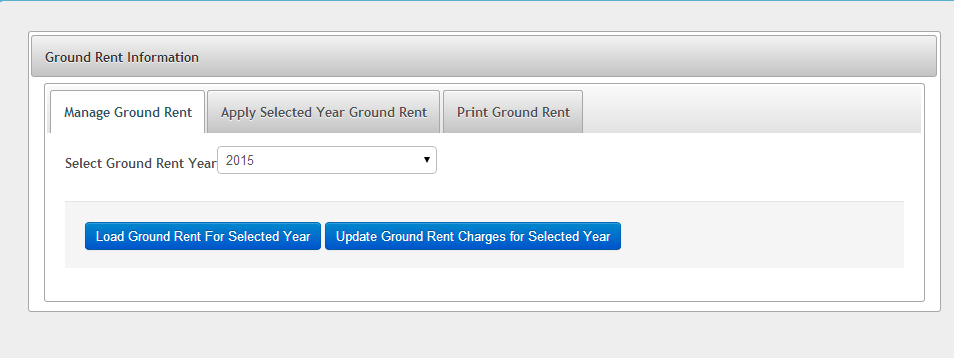 Ground Rent Information
Manage Ground Rent Apply Selected Year Ground Rent Print Ground Rent
Select Ground Rent Year 2015
Load Ground Rent For Selected Year Update Ground Rent Charges for Selected Year